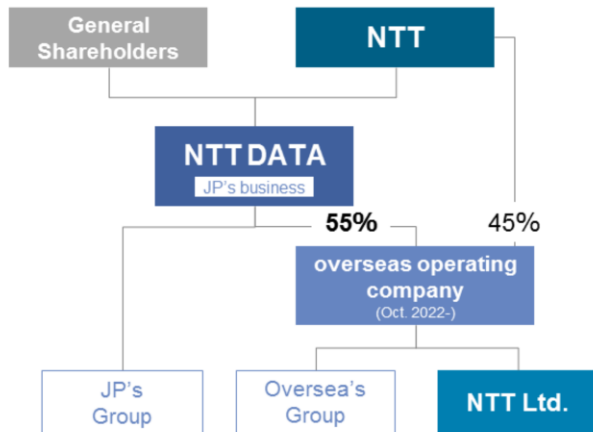 General
Shareholders
NTT
NTT DATA
JP's business
55%
45%
overseas operating
company
(Oct. 2022-)
JP's
Group
Oversea's
Group
NTT Ltd.